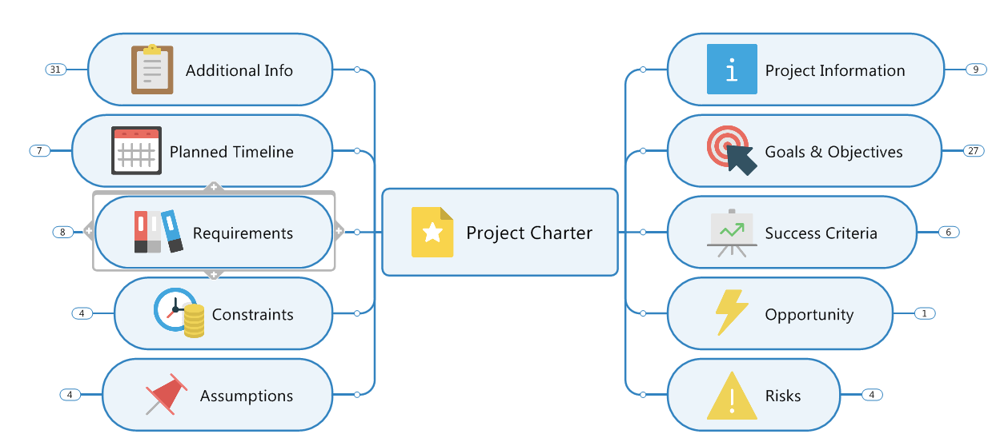 31
Additional Info
7
Planned Timeline
8
Requirements
4
Constraints
4
Assumptions
Project Charter
i
Project Information
9
Goals & Objectives
27
Success Criteria
6
Opportunity
1
Risks
4